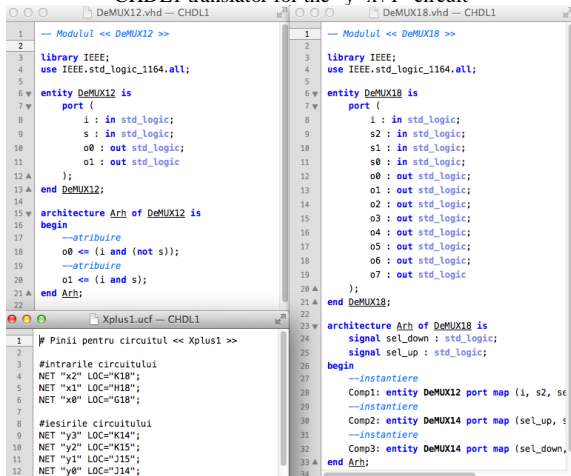 CHDL1 translator for the "y=x+1" circuit
DeMUX12.vhd — CHDL1
1 -- Modulul << DeMUX12 >>
2
3 library IEEE;
4 use IEEE.std_logic_1164.all;
5
6 entity DeMUX12 is
7 port (
8 i : in std_logic;
9 s : in std_logic;
10 o0 : out std_logic;
11 o1 : out std_logic
12 );
13 end DeMUX12;
14
15 architecture Arh of DeMUX12 is
16 begin
17 --atribuire
18 o0 <= (i and (not s));
19 --atribuire
20 o1 <= (i and s);
21 end Arh;
22
Xplus1.ucf — CHDL1
1 # Pinii pentru circuitul << Xplus1 >>
2
3 #intrarile circuitului
4 NET "x2" LOC="K18";
5 NET "x1" LOC="H18";
6 NET "x0" LOC="G18";
7
8 #iesirile circuitului
9 NET "y3" LOC="K14";
10 NET "y2" LOC="K15";
11 NET "y1" LOC="J15";
12 NET "y0" LOC="J14";
DeMUX18.vhd — CHDL1
1 -- Modulul << DeMUX18 >>
2
3 library IEEE;
4 use IEEE.std_logic_1164.all;
5
6 entity DeMUX18 is
7 port (
8 i : in std_logic;
9 s2 : in std_logic;
10 s1 : in std_logic;
11 s0 : in std_logic;
12 o0 : out std_logic;
13 o1 : out std_logic;
14 o2 : out std_logic;
15 o3 : out std_logic;
16 o4 : out std_logic;
17 o5 : out std_logic;
18 o6 : out std_logic;
19 o7 : out std_logic
20 );
21 end DeMUX18;
22
23 architecture Arh of DeMUX18 is
24 signal sel_down : std_logic;
25 signal sel_up : std_logic;
26 begin
27 --instantiere
28 Comp1: entity DeMUX12 port map (i, s2, se
29 --instantiere
30 Comp2: entity DeMUX14 port map (sel_up, s
31 --instantiere
32 Comp3: entity DeMUX14 port map (sel_down,
33 end Arh;
34